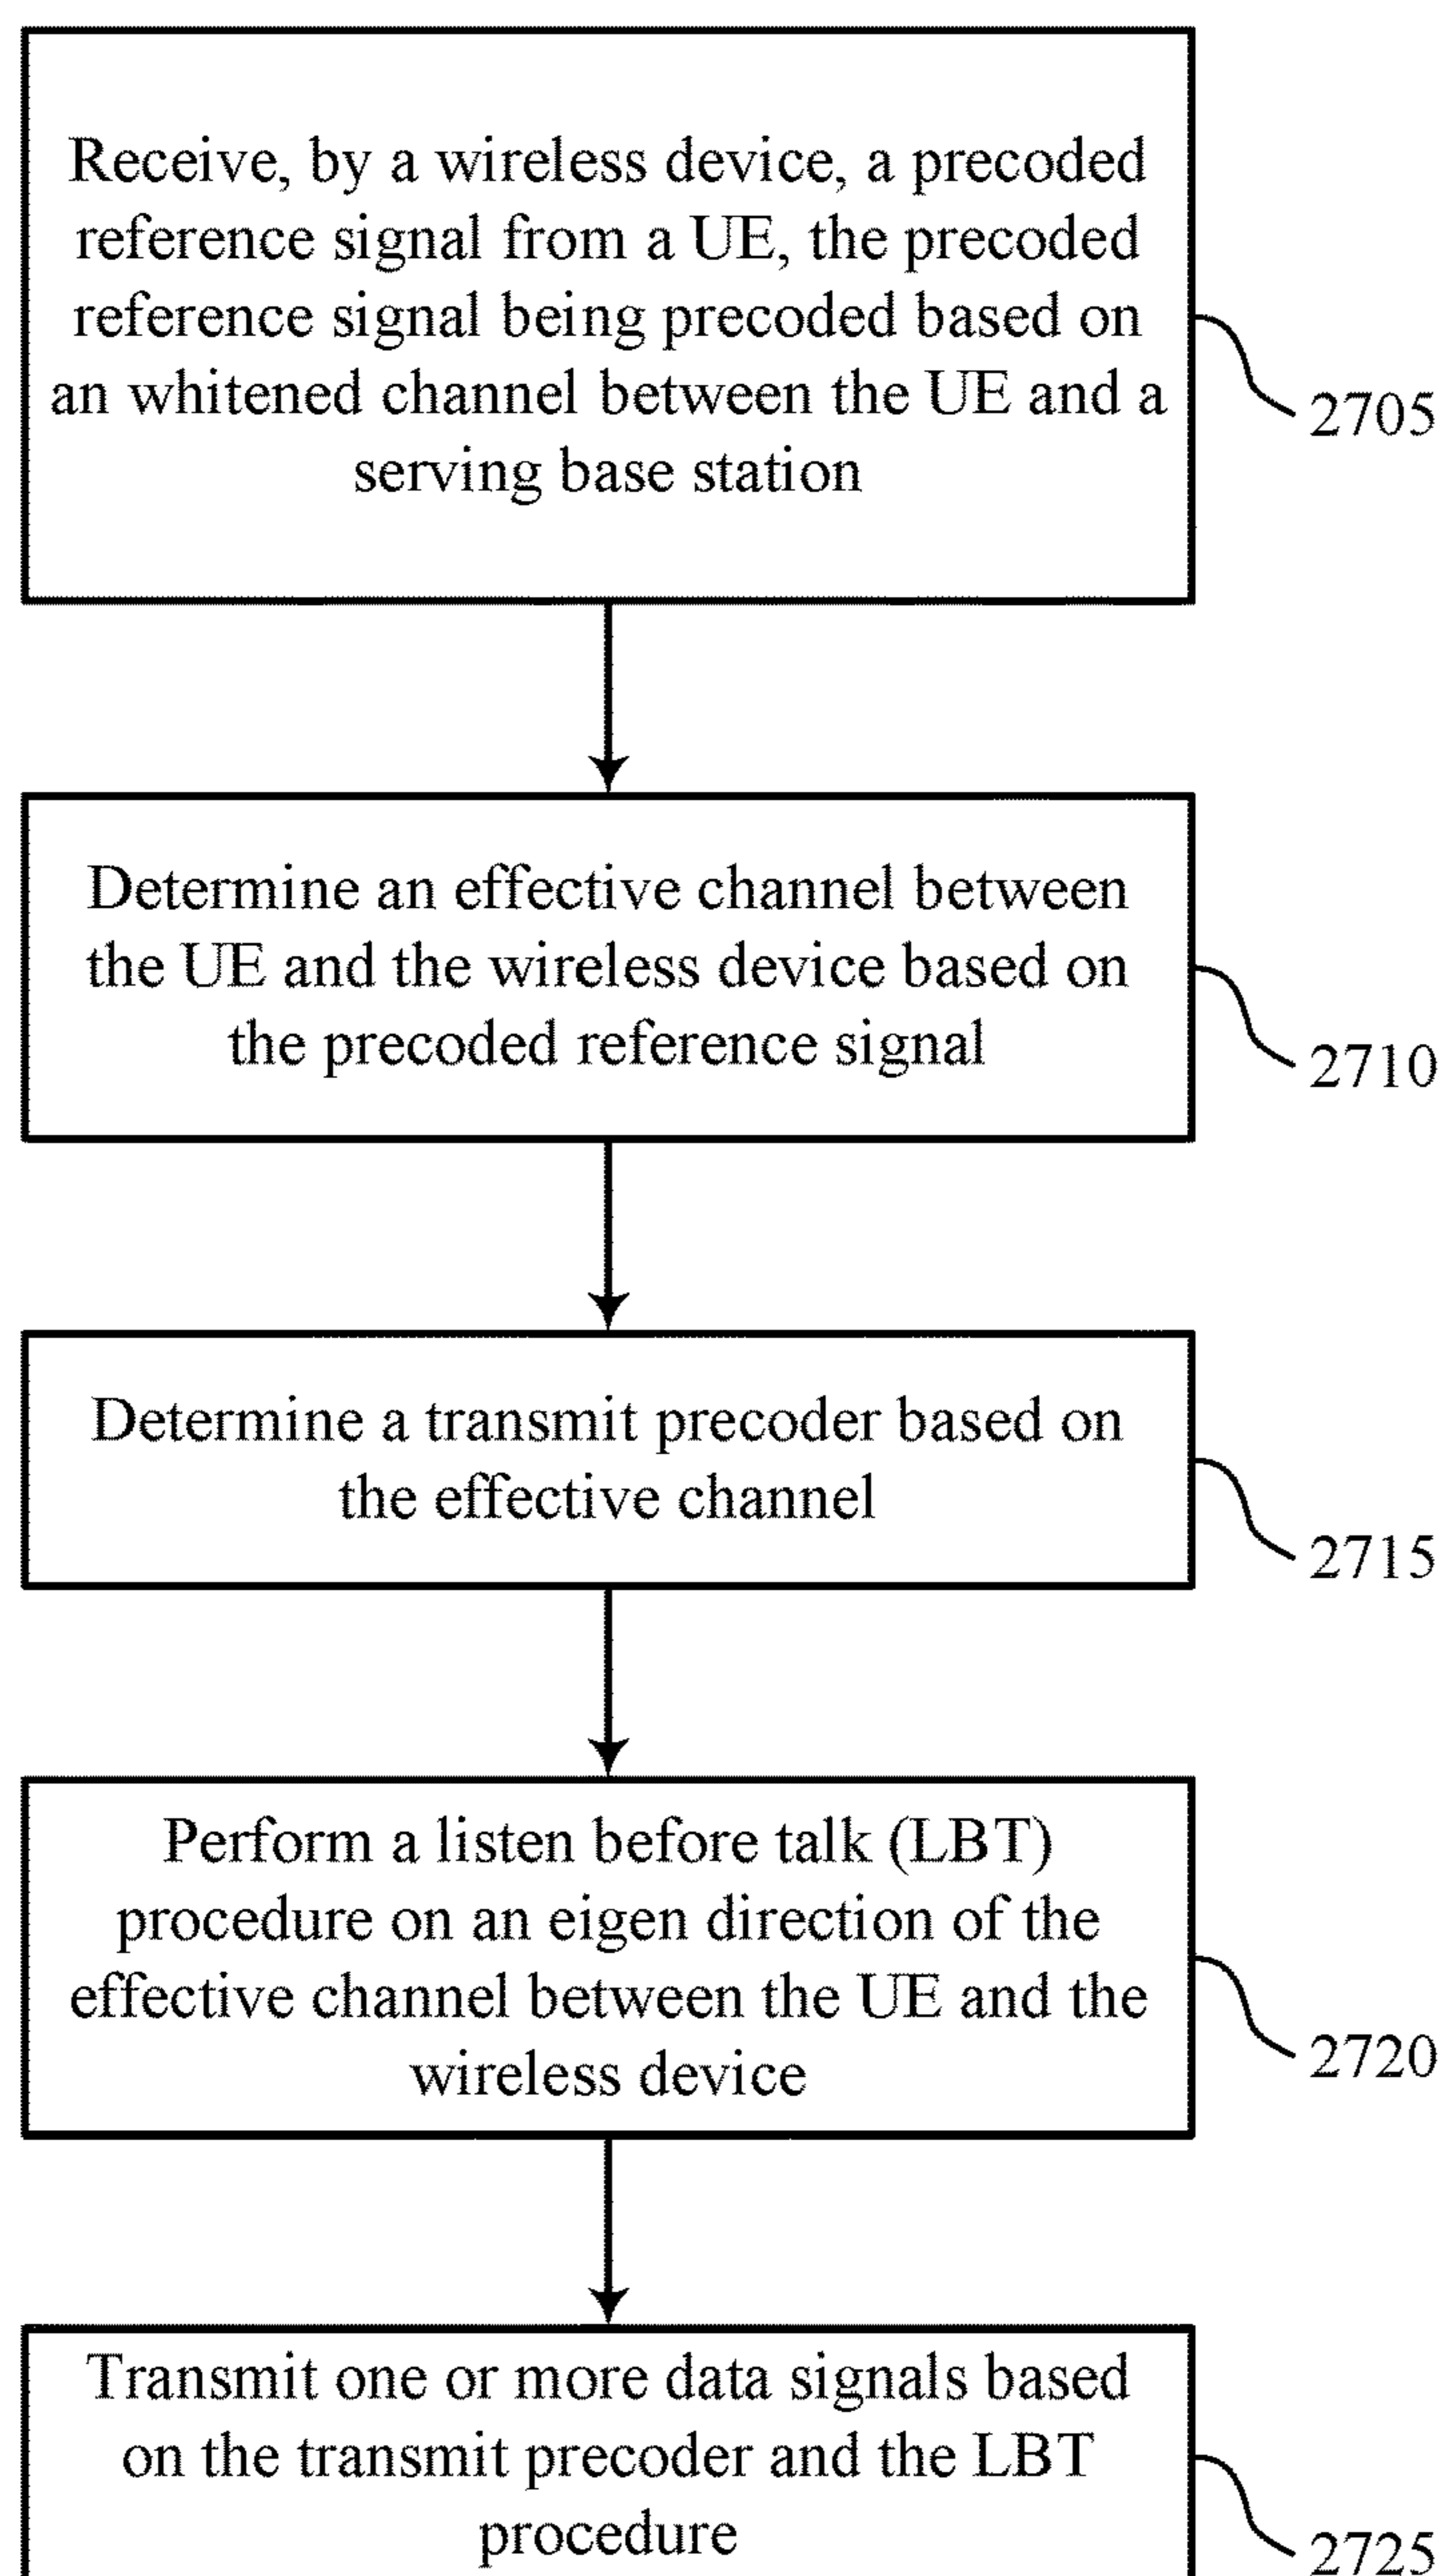 Receive, by a wireless device, a precoded
reference signal from a UE, the precoded
reference signal being precoded based on
an whitened channel between the UE and a
serving base station
2705
Determine an effective channel between
the UE and the wireless device based on
the precoded reference signal
2710
Determine a transmit precoder based on
the effective channel
2715
Perform a listen before talk (LBT)
procedure on an eigen direction of the
effective channel between the UE and the
wireless device
2720
Transmit one or more data signals based
on the transmit precoder and the LBT
procedure
2725